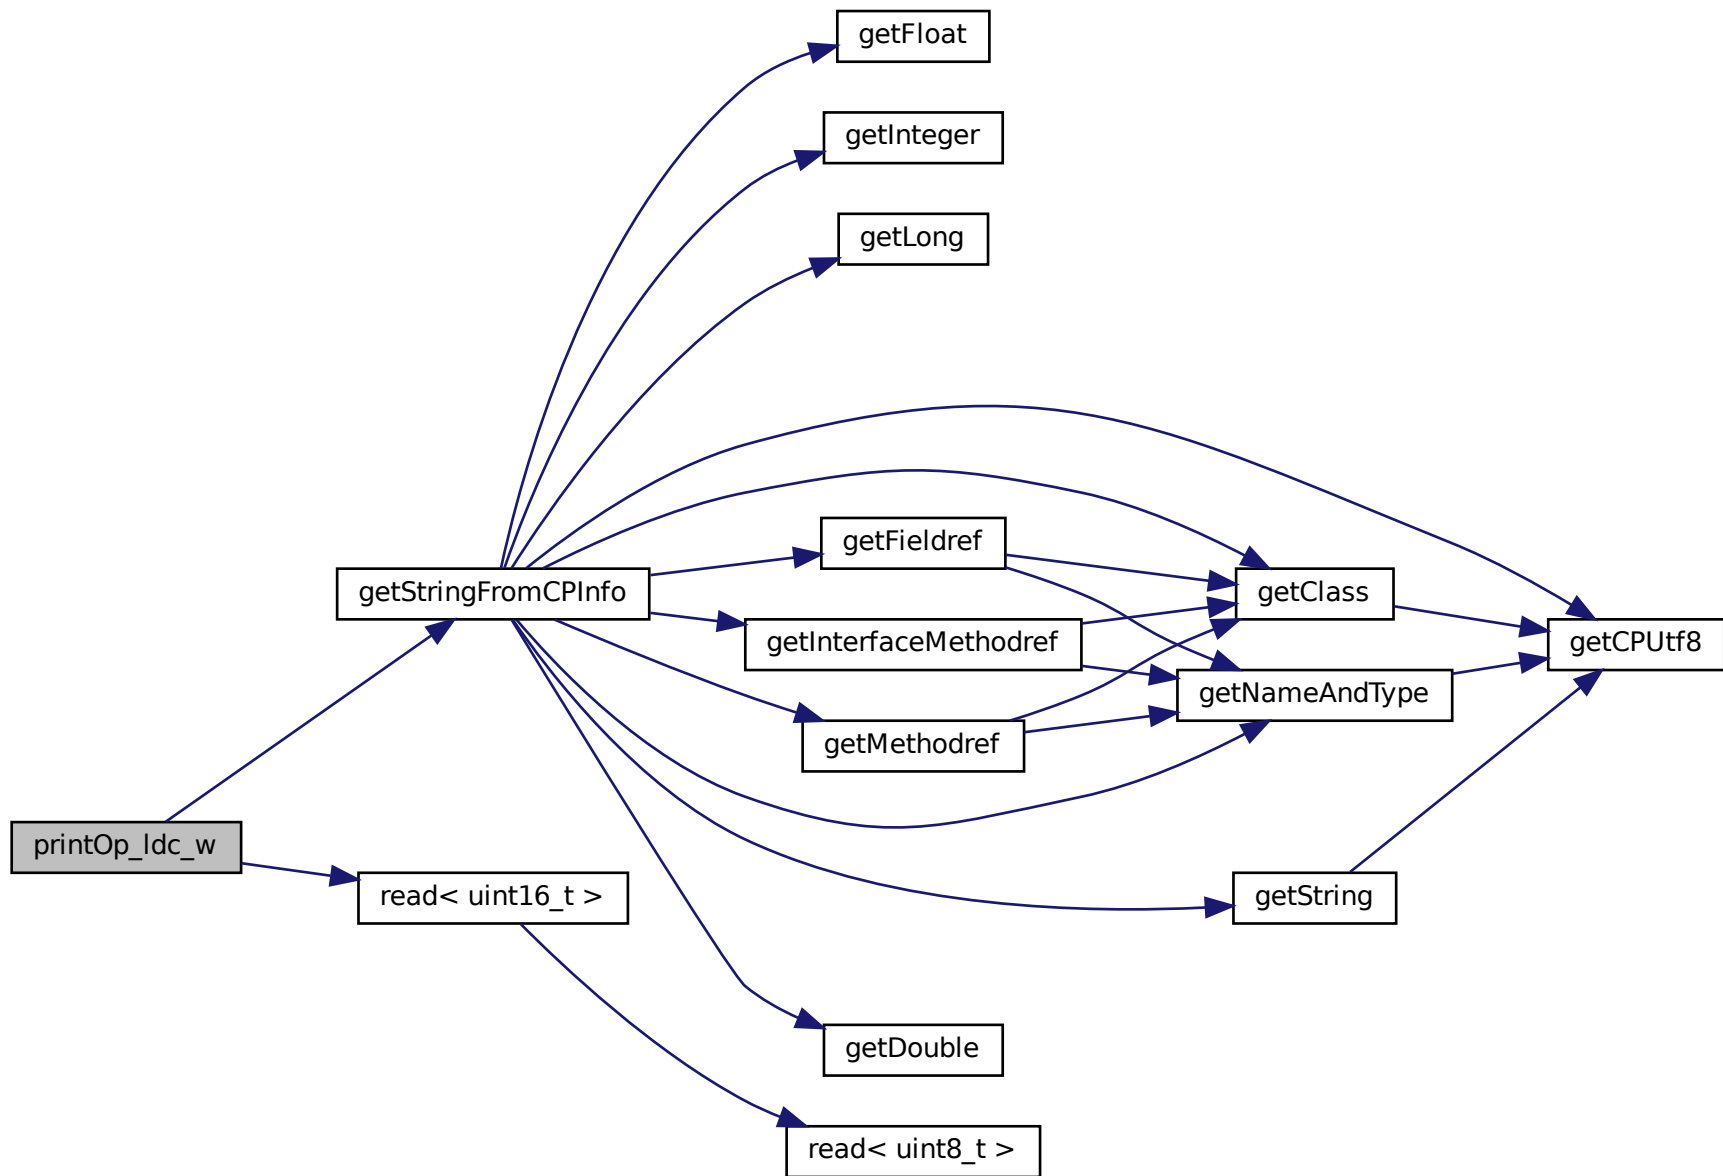 getFloat
getInteger
getLong
getFieldref
getStringFromCPInfo
getClass
getInterfaceMethodref
getCPUtf8
getNameAndType
getMethodref
printOp_ldc_w
read< uint16_t >
getString
getDouble
read< uint8_t >